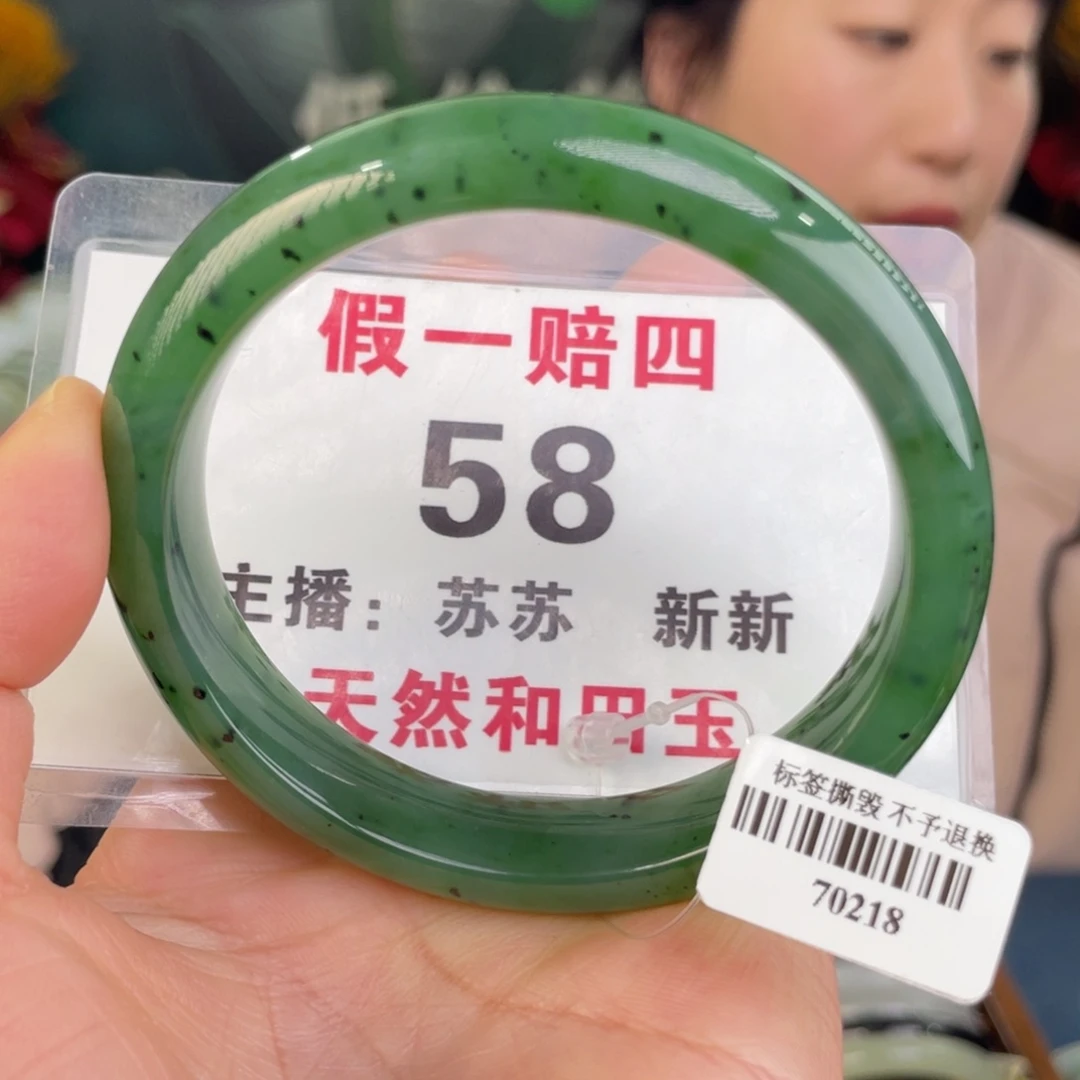 假一赔四
58
主播： 苏苏 新新
天然和田玉
标签撕毁 不予退换
70218